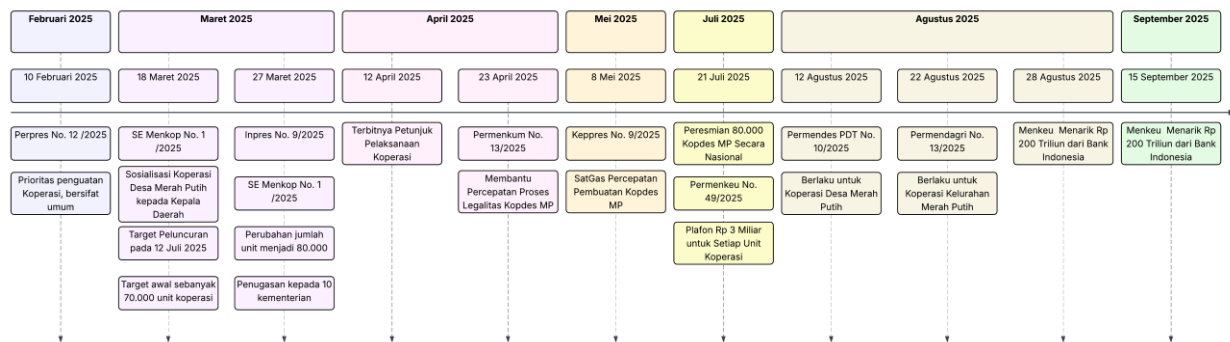 Februari 2025
Maret 2025
April 2025
Mei 2025
Juli 2025
Agustus 2025
September 2025
10 Februari 2025
18 Maret 2025
27 Maret 2025
12 April 2025
23 April 2025
8 Mei 2025
21 Juli 2025
12 Agustus 2025
22 Agustus 2025
28 Agustus 2025
15 September 2025
Perpres No. 12 /2025
Prioritas penguatan
Koperasi, bersifat
umum
SE Menkop No. 1
/2025
Sosialisasi Koperasi
Desa Merah Putih
kepada Kepala
Daerah
Target Peluncuran
pada 12 Juli 2025
Target awal sebanyak
70.000 unit koperasi
Inpres No. 9/2025
SE Menkop No. 1
/2025
Perubahan jumlah
unit menjadi 80.000
Penugasan kepada 10
kementerian
Terbitnya Petunjuk
Pelaksanaan
Koperasi
Permenkum No.
13/2025
Membantu
Percepatan Proses
Legalitas Kopdes MP
Keppres No. 9/2025
SatGas Percepatan
Pembuatan Kopdes
MP
Peresmian 80.000
Kopdes MP Secara
Nasional
Permenkeu No.
49/2025
Plafon Rp 3 Miliar
untuk Setiap Unit
Koperasi
Permendes PDT No.
10/2025
Berlaku untuk
Koperasi Desa Merah
Putih
Permendagri No.
13/2025
Berlaku untuk
Koperasi Kelurahan
Merah Putih
Menkeu Menarik Rp
200 Triliun dari Bank
Indonesia
Menkeu Menarik Rp
200 Triliun dari Bank
Indonesia